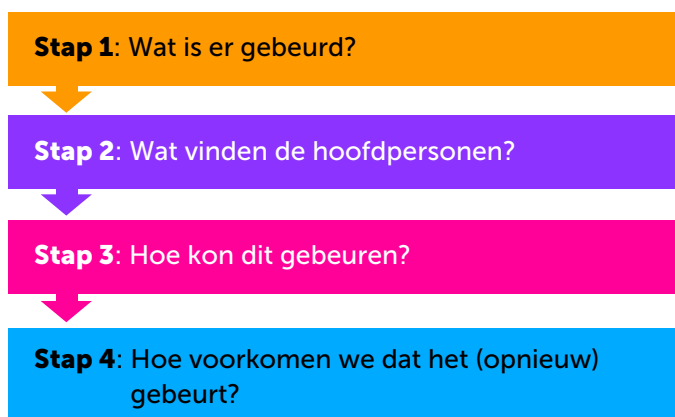 Stap 1: Wat is er gebeurd?
Stap 2: Wat vinden de hoofdpersonen?
Stap 3: Hoe kon dit gebeuren?
Stap 4: Hoe voorkomen we dat het (opnieuw)
gebeurt?